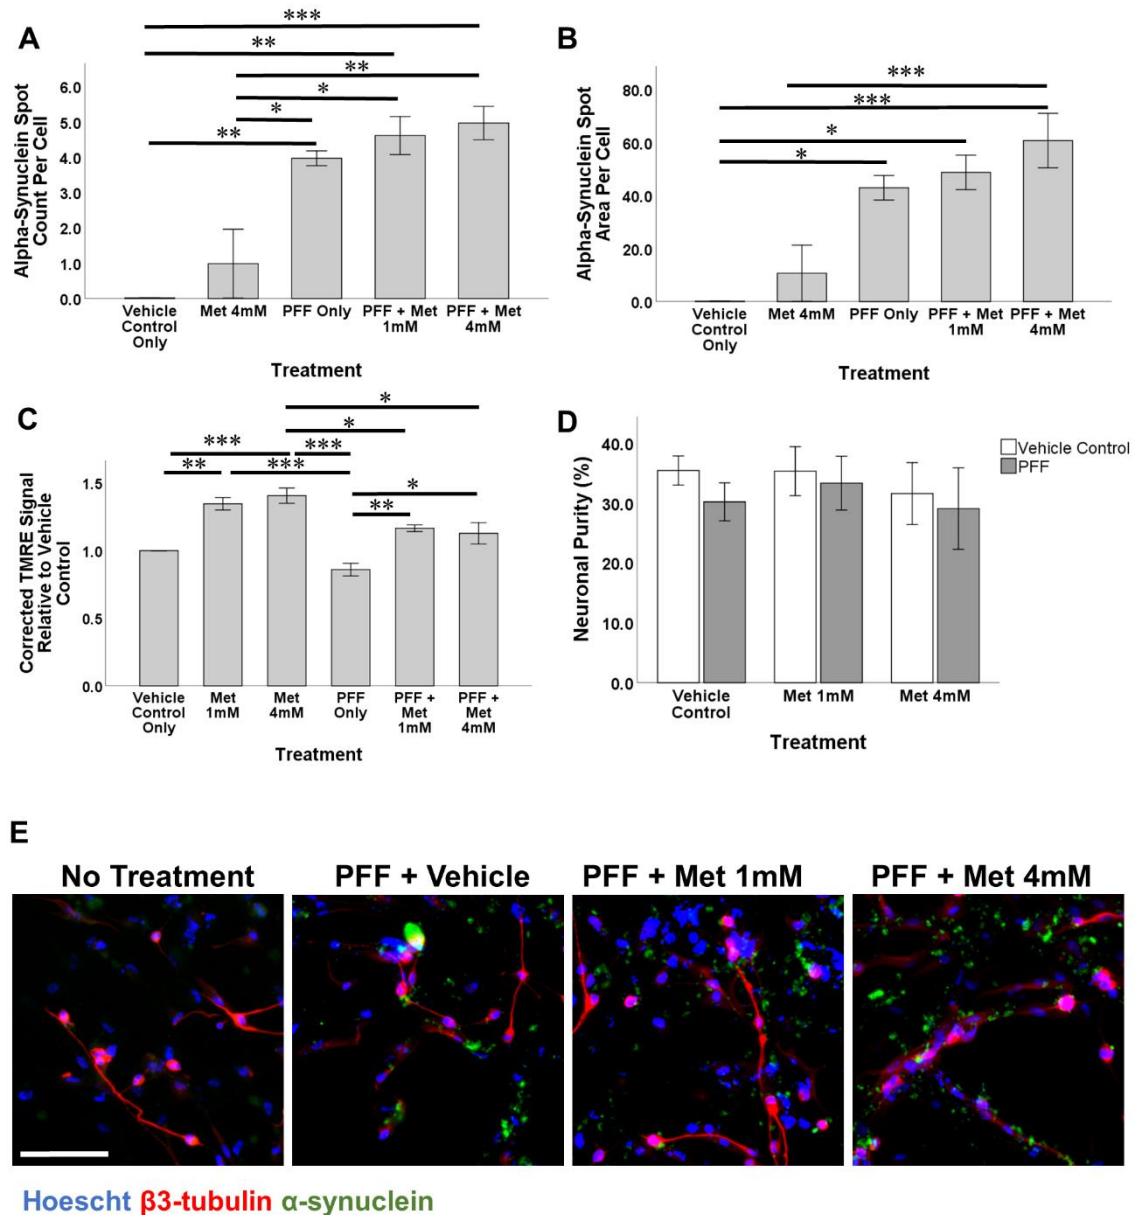 A
***
**
**
*
*
**
Alpha-Synuclein Spot
Count Per Cell
6.0
5.0
4.0
3.0
2.0
1.0
0.0
Vehicle
Control
Only
Met 4mM
PFF Only
PFF + Met
1mM
PFF + Met
4mM
Treatment
B
***
***
*
*
Alpha-Synuclein Spot
Area Per Cell
80.0
60.0
40.0
20.0
0.0
Vehicle
Control
Only
Met 4mM
PFF Only
PFF + Met
1mM
PFF + Met
4mM
Treatment
C
*
*
*** ***
** ***
*
**
Corrected TMRE Signal
Relative to Vehicle
Control
1.5
1.0
0.5
0.0
Vehicle
Control
Only
Met
1mM
Met
4mM
PFF
Only
PFF +
Met
1mM
PFF +
Met
4mM
Treatment
D
Neuronal Purity (%)
40.0
30.0
20.0
10.0
0.0
Vehicle
Control
Met 1mM
Met 4mM
Treatment
Vehicle Control
PFF
E
No Treatment
PFF + Vehicle
PFF + Met 1mM
PFF + Met 4mM
Hoescht β3-tubulin α-synuclein